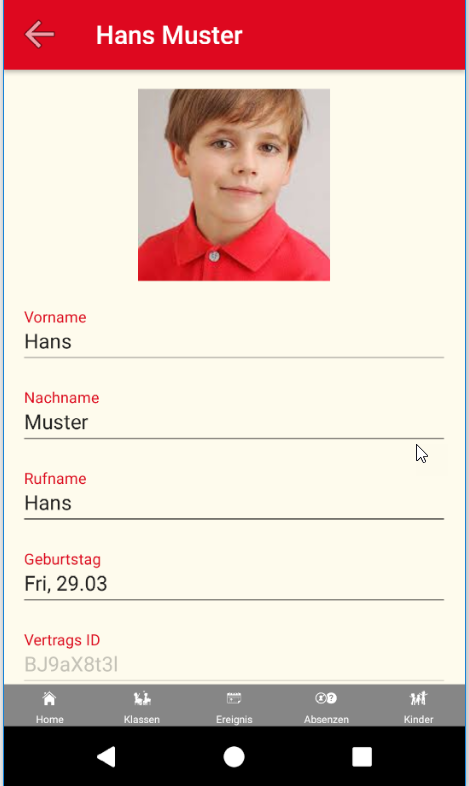 Hans Muster
Vorname
Hans
Nachname
Muster
Rufname
Hans
Geburtstag
Fri, 29.03
Vertrags ID
BJ9aX8t3l
Home Klassen Ereignis Absenzen Kinder